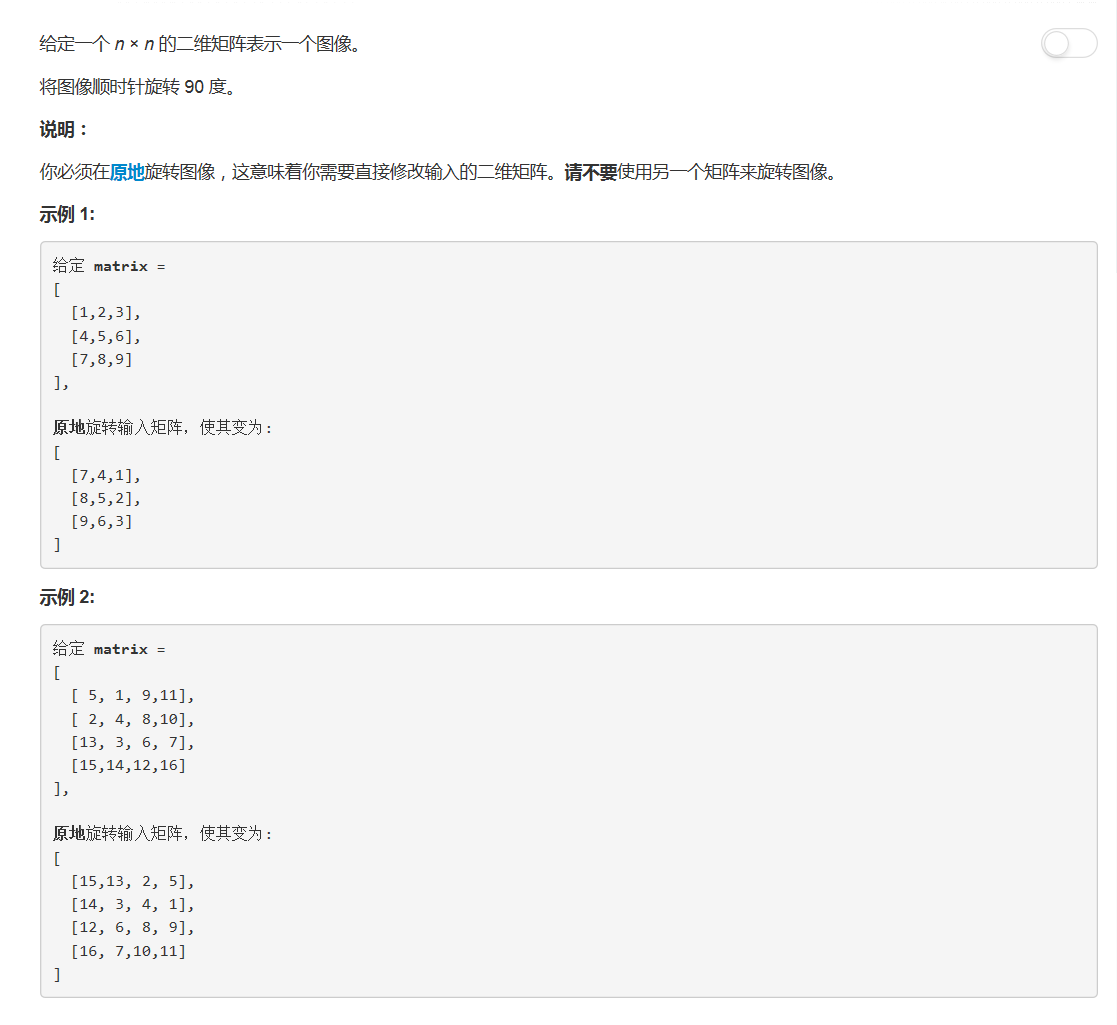 给定一个 n × n 的二维矩阵表示一个图像。
将图像顺时针旋转 90 度。
说明：
你必须在原地旋转图像，这意味着你需要直接修改输入的二维矩阵。请不要使用另一个矩阵来旋转图像。
示例 1:
给定 matrix =
[
  [1,2,3],
  [4,5,6],
  [7,8,9]
],
原地旋转输入矩阵，使其变为:
[
  [7,4,1],
  [8,5,2],
  [9,6,3]
]
示例 2:
给定 matrix =
[
  [ 5, 1, 9,11],
  [ 2, 4, 8,10],
  [13, 3, 6, 7],
  [15,14,12,16]
],
原地旋转输入矩阵，使其变为:
[
  [15,13, 2, 5],
  [14, 3, 4, 1],
  [12, 6, 8, 9],
  [16, 7,10,11]
]